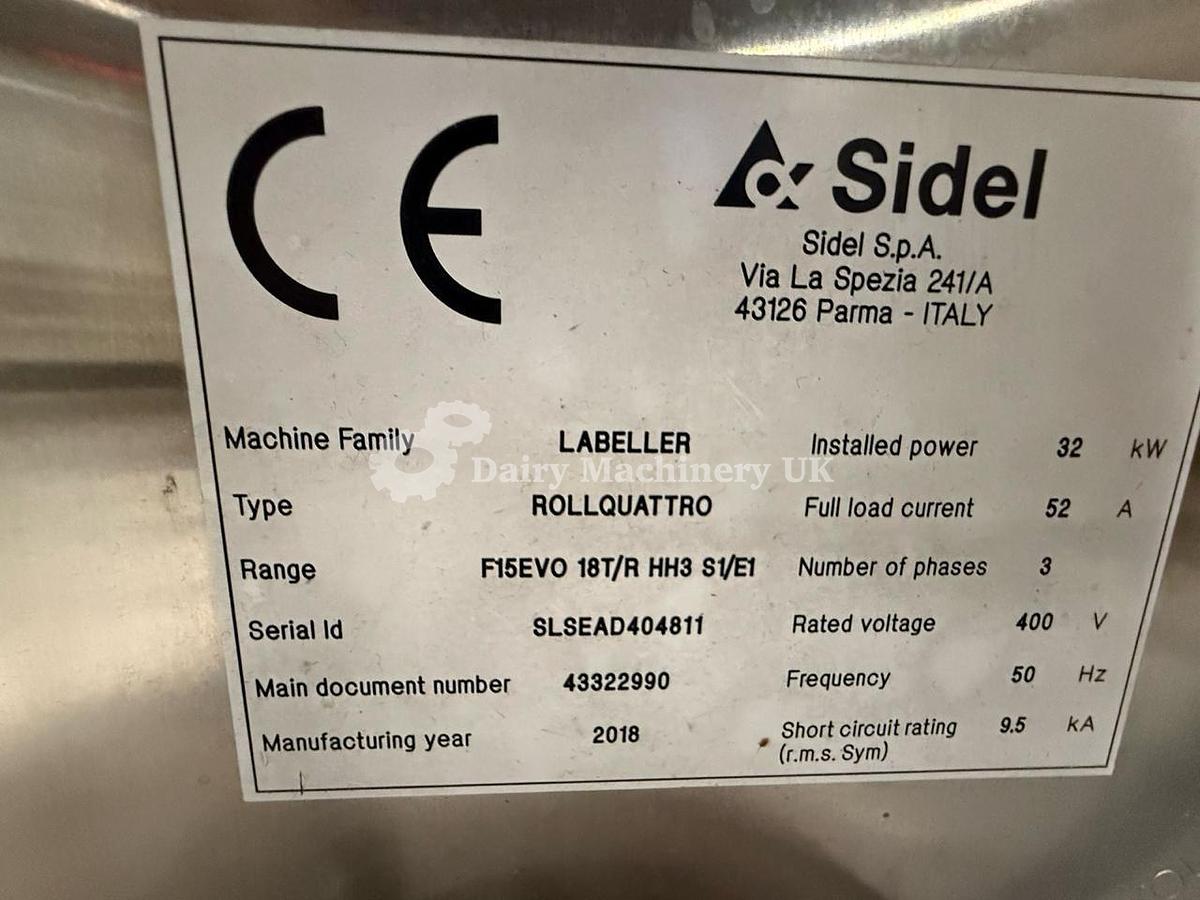 CE
Sidel
Sidel S.p.A.
Via La Spezia 241/A
43126 Parma - ITALY
Machine Family LABELLER Installed power 32 kW
Dairy Machinery UK
Type ROLLQUATTRO Full load current 52 A
Range F15EVO 18T/R HH3 S1/E1 Number of phases 3
Serial Id SLSEAD404811 Rated voltage 400 V
Main document number 43322990 Frequency 50 Hz
Manufacturing year 2018 Short circuit rating 9.5 kA
(r.m.s. Sym)